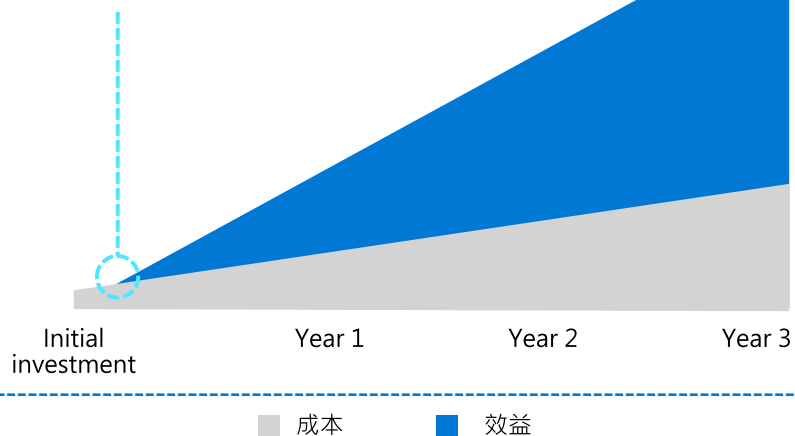 Initial
investment
Year 1
Year 2
Year 3
成本
效益